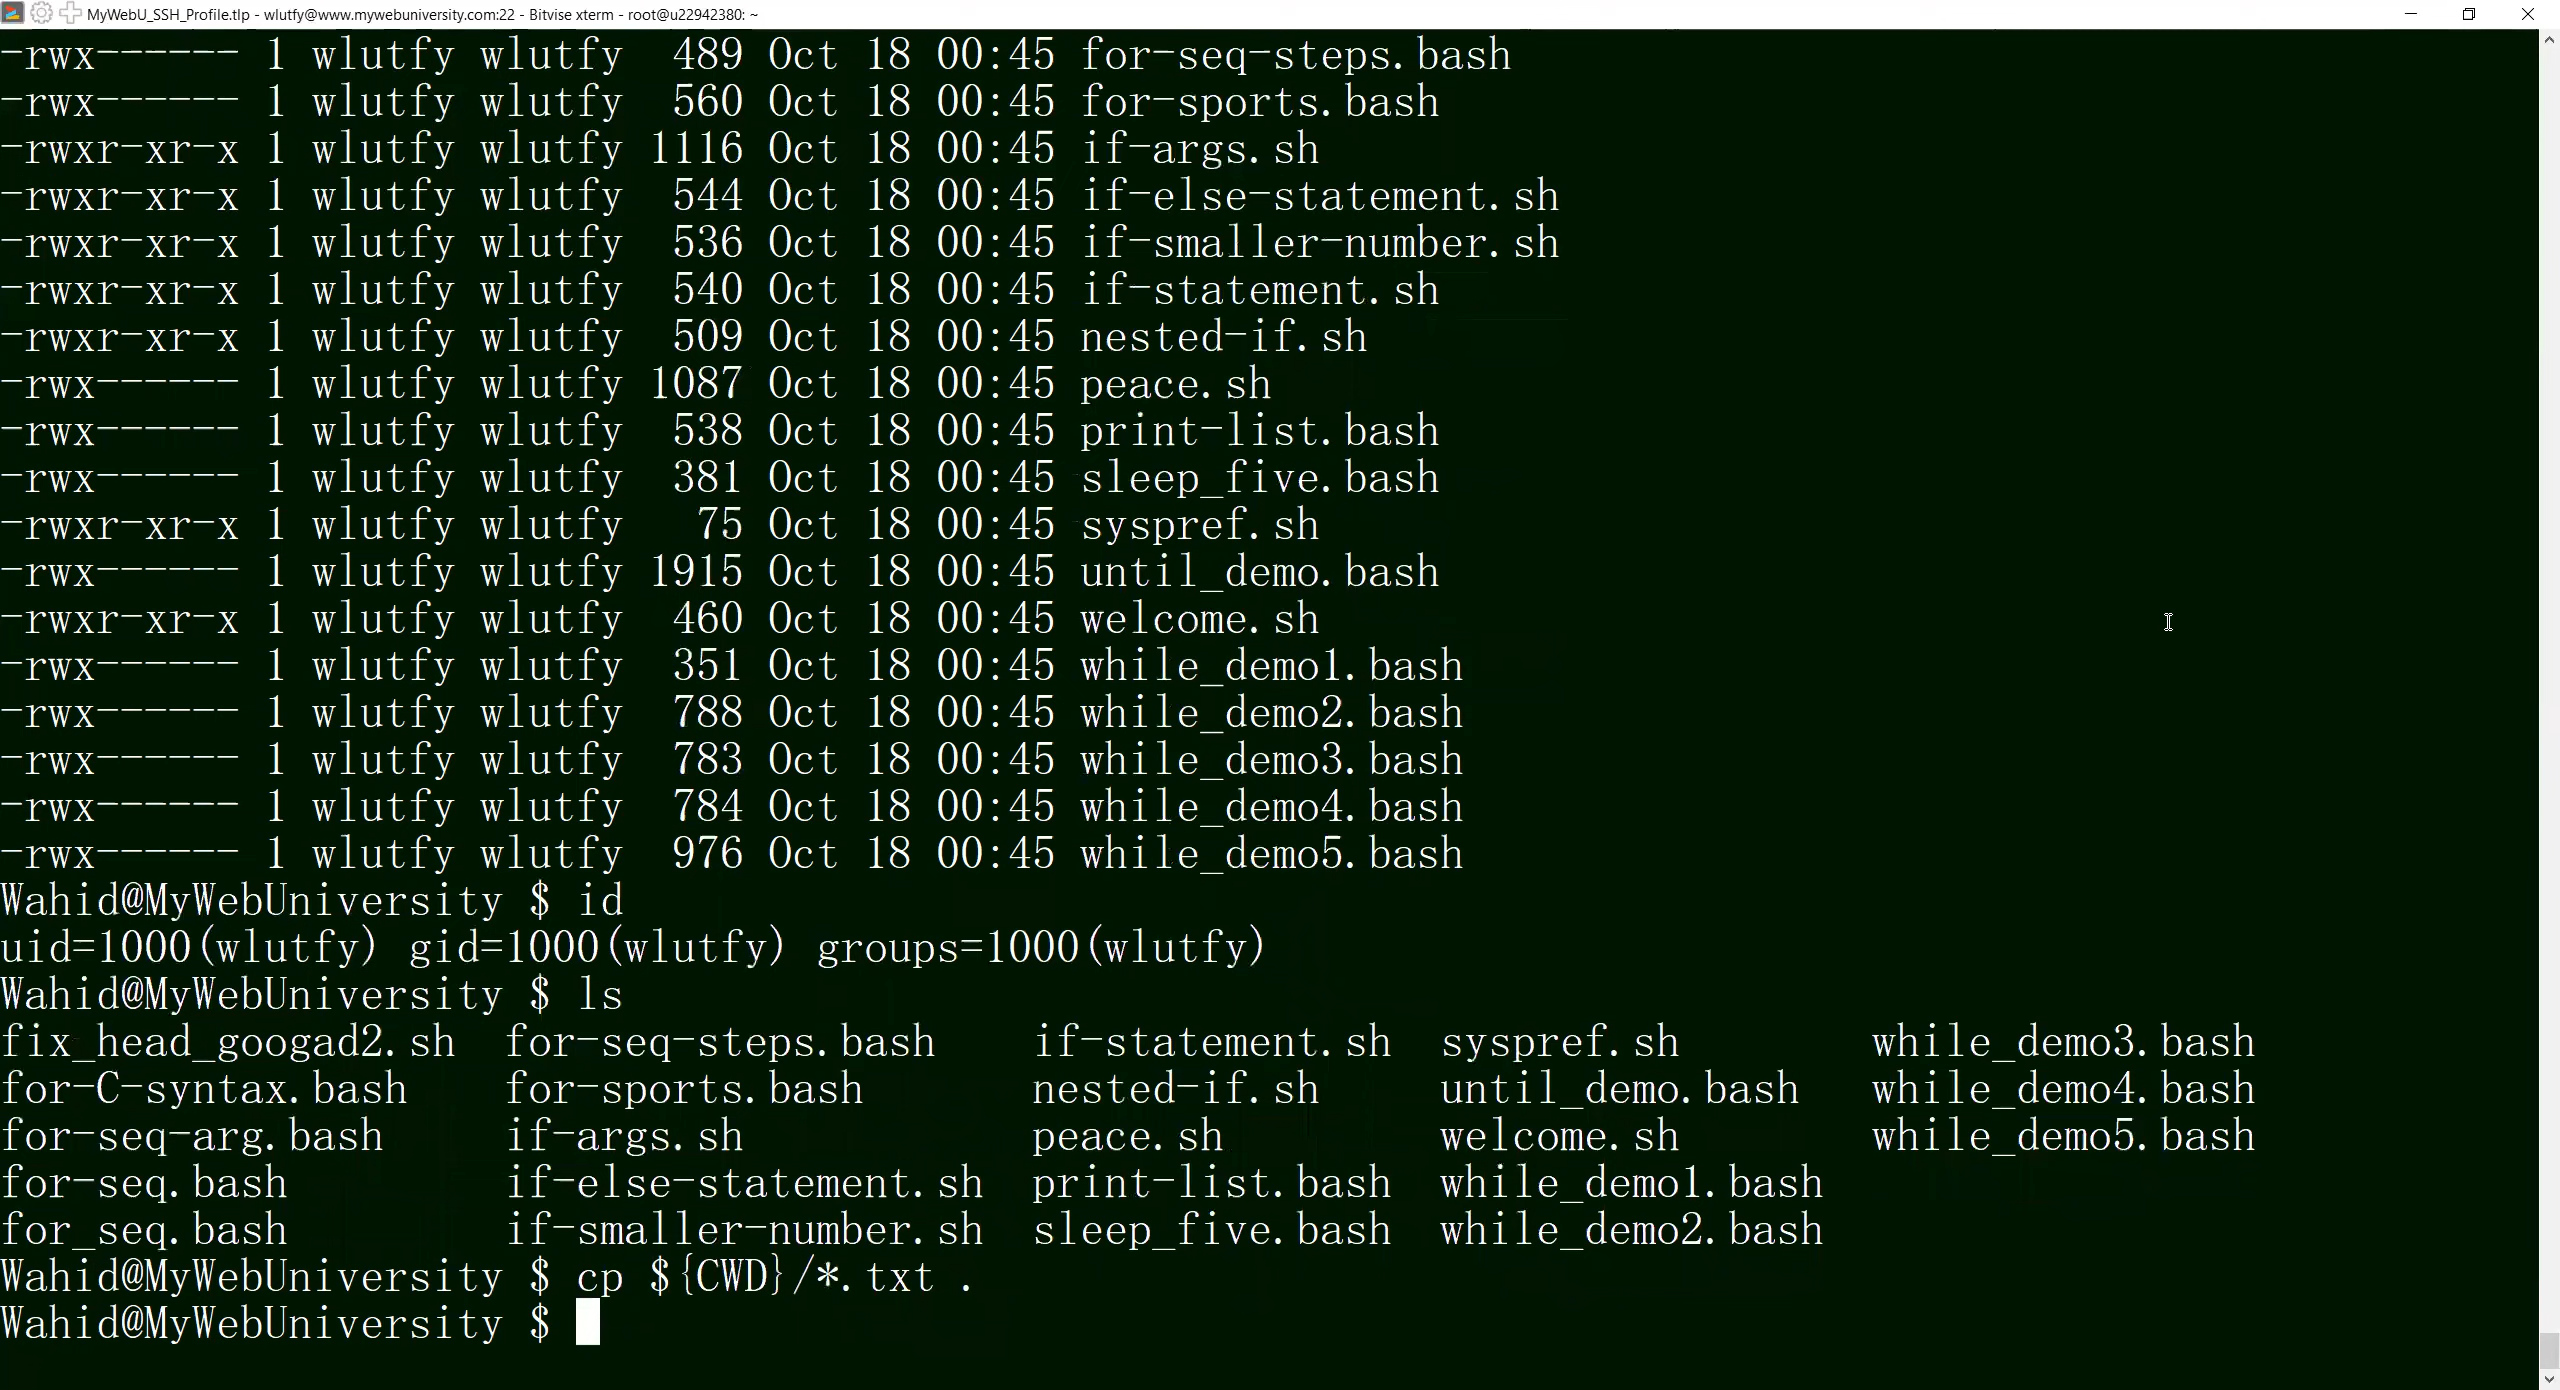 MyWebU_SSH_Profile.tlp - wlutfy@www.mywebuniversity.com:22 - Bitvise xterm - root@u22942380: ~
-rwx------ 1 wlutfy wlutfy  489 Oct 18 00:45 for-seq-steps.bash
-rwx------ 1 wlutfy wlutfy  560 Oct 18 00:45 for-sports.bash
-rwxr-xr-x 1 wlutfy wlutfy 1116 Oct 18 00:45 if-args.sh
-rwxr-xr-x 1 wlutfy wlutfy  544 Oct 18 00:45 if-else-statement.sh
-rwxr-xr-x 1 wlutfy wlutfy  536 Oct 18 00:45 if-smaller-number.sh
-rwxr-xr-x 1 wlutfy wlutfy  540 Oct 18 00:45 if-statement.sh
-rwxr-xr-x 1 wlutfy wlutfy  509 Oct 18 00:45 nested-if.sh
-rwx------ 1 wlutfy wlutfy 1087 Oct 18 00:45 peace.sh
-rwx------ 1 wlutfy wlutfy  538 Oct 18 00:45 print-list.bash
-rwx------ 1 wlutfy wlutfy  381 Oct 18 00:45 sleep_five.bash
-rwxr-xr-x 1 wlutfy wlutfy   75 Oct 18 00:45 syspref.sh
-rwx------ 1 wlutfy wlutfy 1915 Oct 18 00:45 until_demo.bash
-rwxr-xr-x 1 wlutfy wlutfy  460 Oct 18 00:45 welcome.sh
-rwx------ 1 wlutfy wlutfy  351 Oct 18 00:45 while_demo1.bash
-rwx------ 1 wlutfy wlutfy  788 Oct 18 00:45 while_demo2.bash
-rwx------ 1 wlutfy wlutfy  783 Oct 18 00:45 while_demo3.bash
-rwx------ 1 wlutfy wlutfy  784 Oct 18 00:45 while_demo4.bash
-rwx------ 1 wlutfy wlutfy  976 Oct 18 00:45 while_demo5.bash
Wahid@MyWebUniversity $ id
uid=1000(wlutfy) gid=1000(wlutfy) groups=1000(wlutfy)
Wahid@MyWebUniversity $ ls
fix_head_googad2.sh  for-seq-steps.bash    if-statement.sh  syspref.sh        while_demo3.bash
for-C-syntax.bash    for-sports.bash       nested-if.sh     until_demo.bash   while_demo4.bash
for-seq-arg.bash     if-args.sh            peace.sh         welcome.sh        while_demo5.bash
for-seq.bash         if-else-statement.sh  print-list.bash  while_demo1.bash
for_seq.bash         if-smaller-number.sh  sleep_five.bash  while_demo2.bash
Wahid@MyWebUniversity $ cp ${CWD}/*.txt .
Wahid@MyWebUniversity $